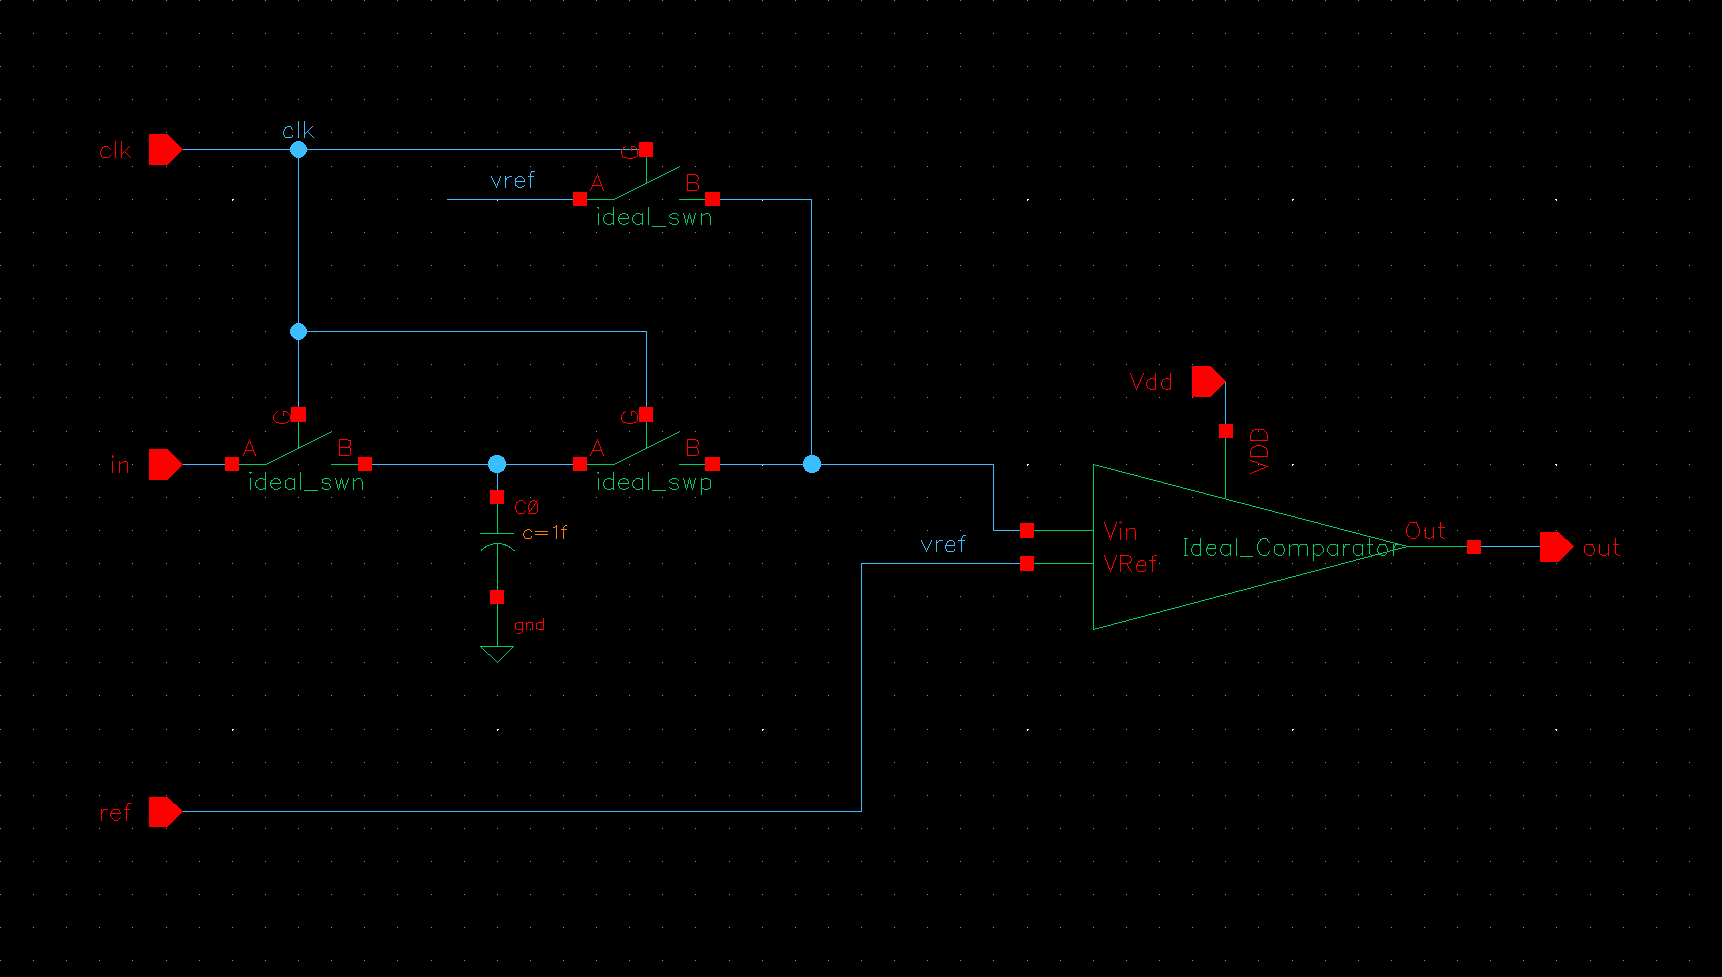 clk
clk
G
vref
A
B
ideal_swn
Vdd
G
G
in
A
B
ideal_swn
A
B
ideal_swp
VDD
C0
c=1f
gnd
vref
Vin
VRef
Ideal_Comparator
Out
out
ref